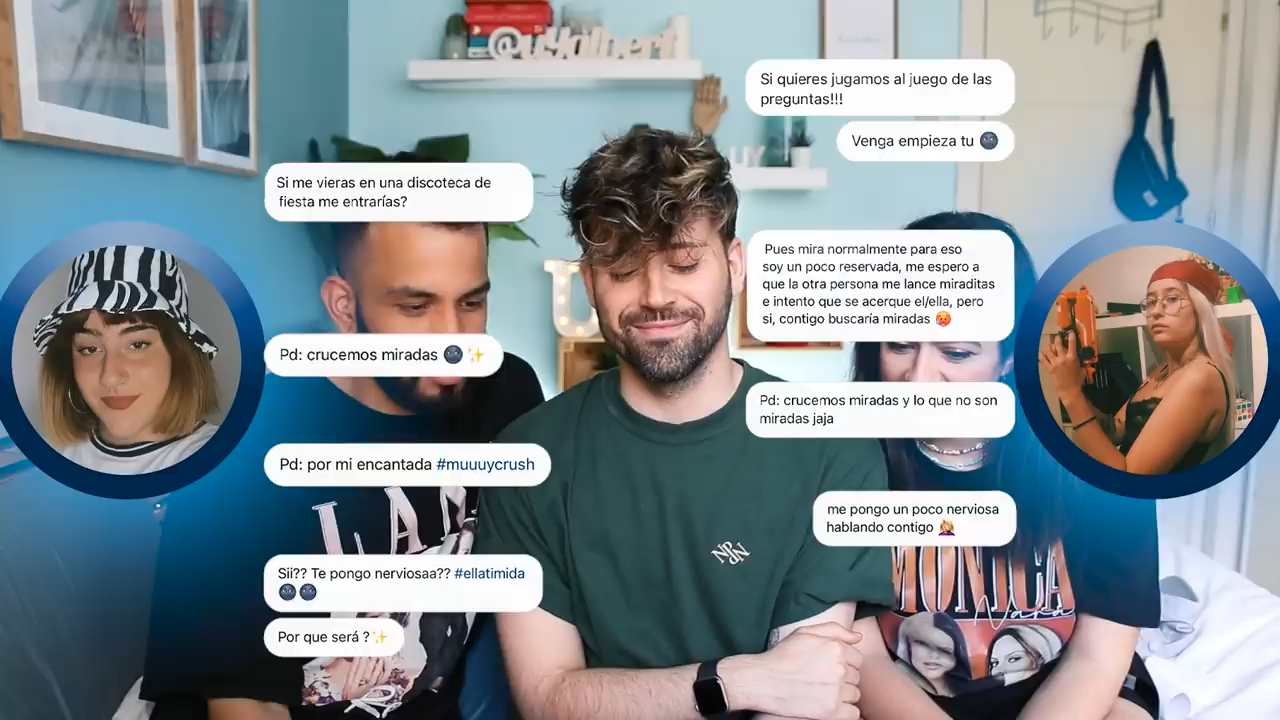 @uyalbert
Si quieres jugamos al juego de las
preguntas!!!
Venga empieza tu 🌚
Si me vieras en una discoteca de
fiesta me entrarías?
UY
Pues mira normalmente para eso
soy un poco reservada, me espero a
que la otra persona me lance miraditas
e intento que se acerque el/ella, pero
si, contigo buscaría miradas 🥵
U
Pd: crucemos miradas 🌚✨
Pd: crucemos miradas y lo que no son
miradas jaja
Pd: por mi encantada #muuuycrush
me pongo un poco nerviosa
hablando contigo 🤦🏼‍♀️
Sii?? Te pongo nerviosaa?? #ellatimida
🌚🌚
Por que será ?✨
MONICA
Nara